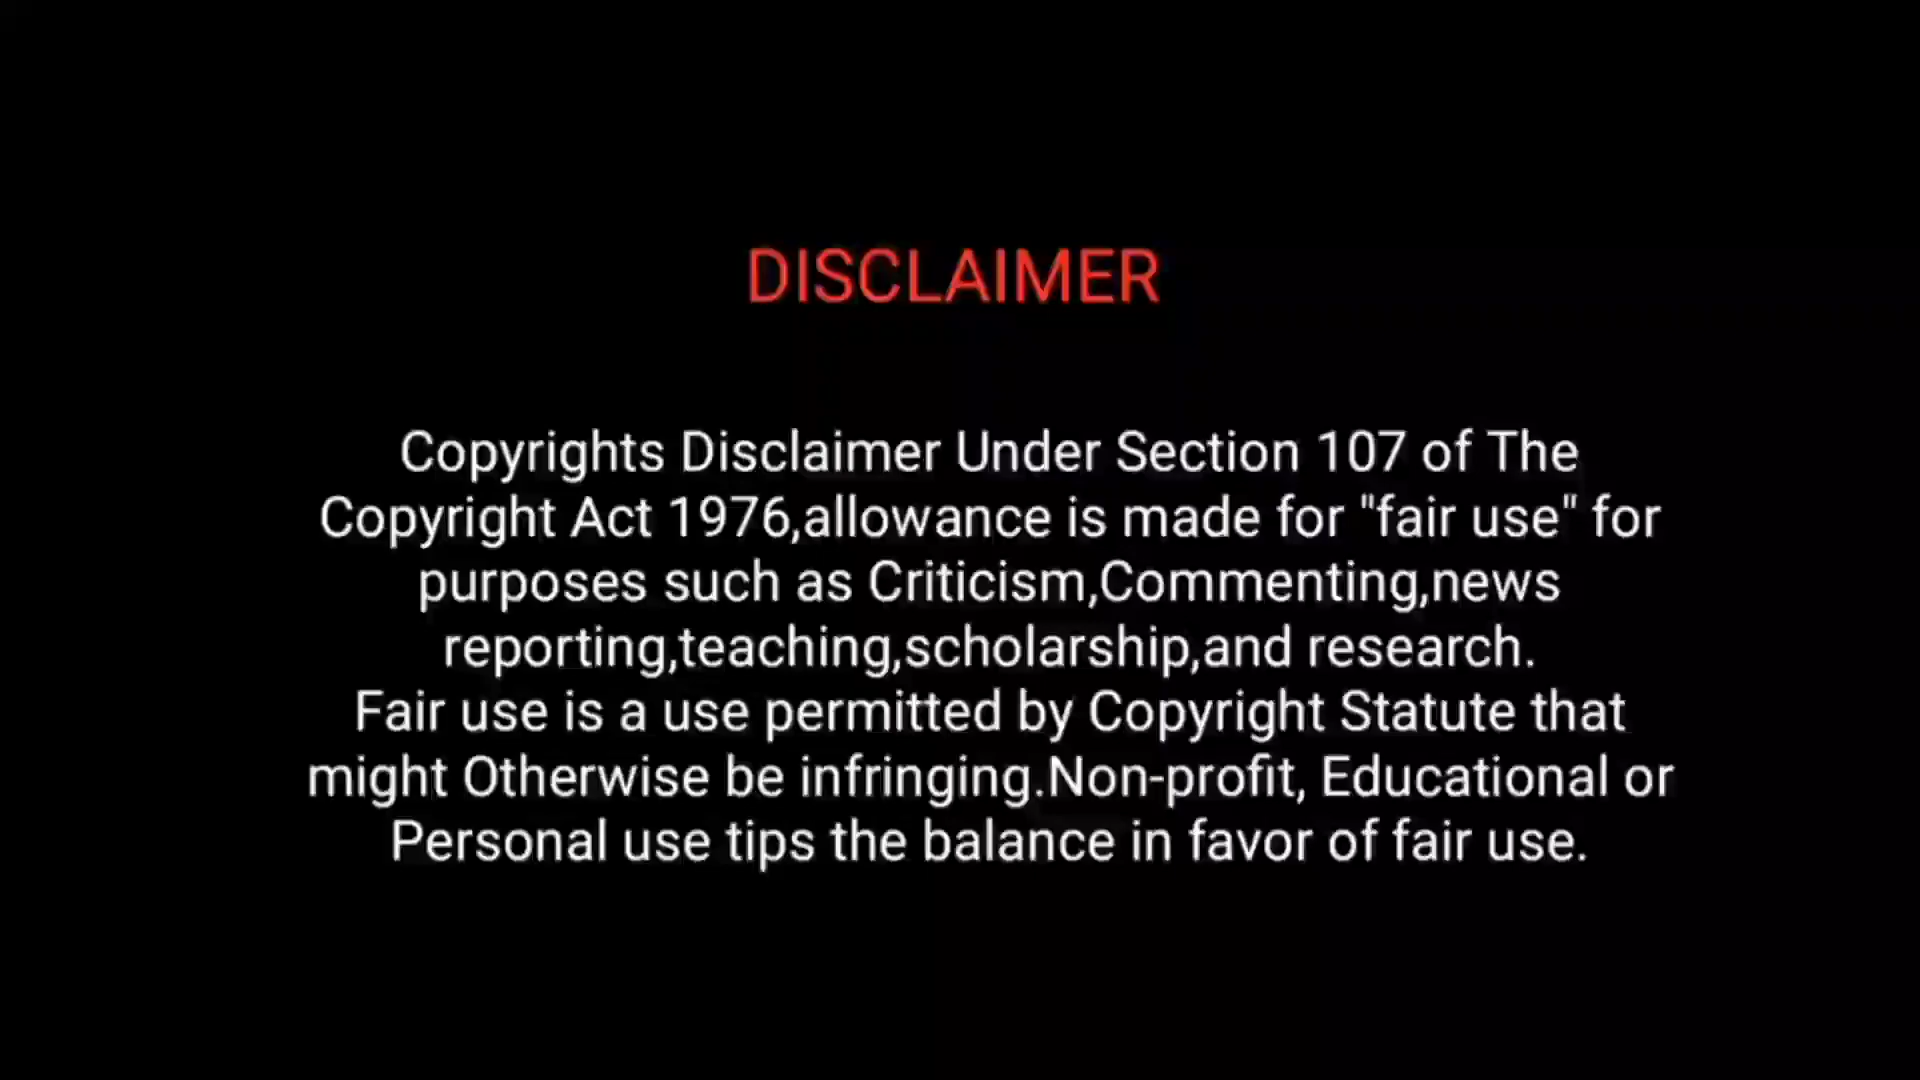 DISCLAIMER
Copyrights Disclaimer Under Section 107 of The
Copyright Act 1976,allowance is made for "fair use" for
purposes such as Criticism,Commenting,news
reporting,teaching,scholarship,and research.
Fair use is a use permitted by Copyright Statute that
might Otherwise be infringing.Non-profit, Educational or
Personal use tips the balance in favor of fair use.